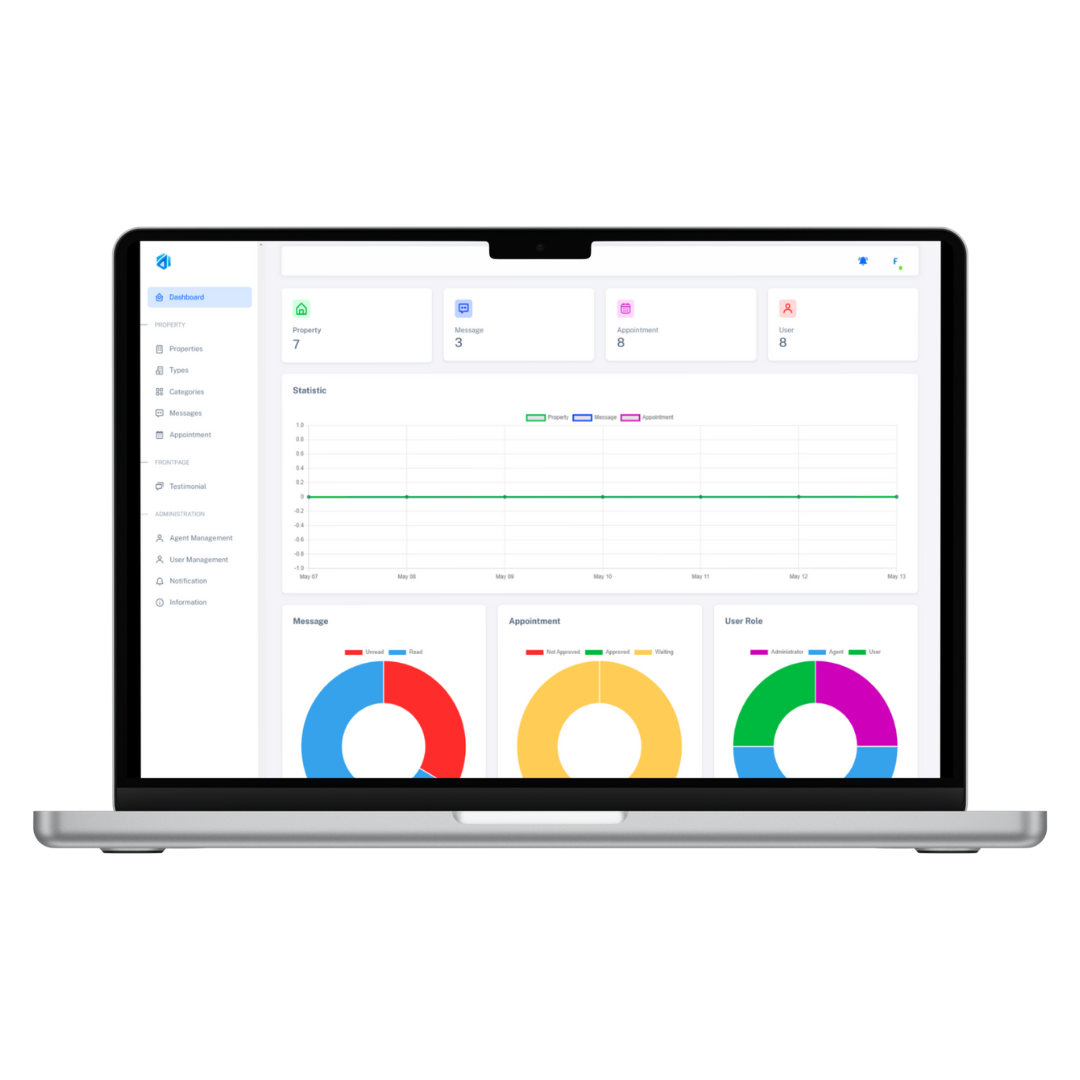 Dashboard
PROPERTY
Properties
Types
Categories
Messages
Appointment
FRONTPAGE
Testimonial
ADMINISTRATION
Agent Management
User Management
Notification
Information
F
Property
7
Message
3
Appointment
8
User
8
Statistic
Property Message Appointment
1.0
0.8
0.6
0.4
0.2
0
-0.2
-0.4
-0.6
-0.8
-1.0
May 07 May 08 May 09 May 10 May 11 May 12 May 13
Message
Unread Read
Appointment
Not Approved Approved Waiting
User Role
Administrator Agent User